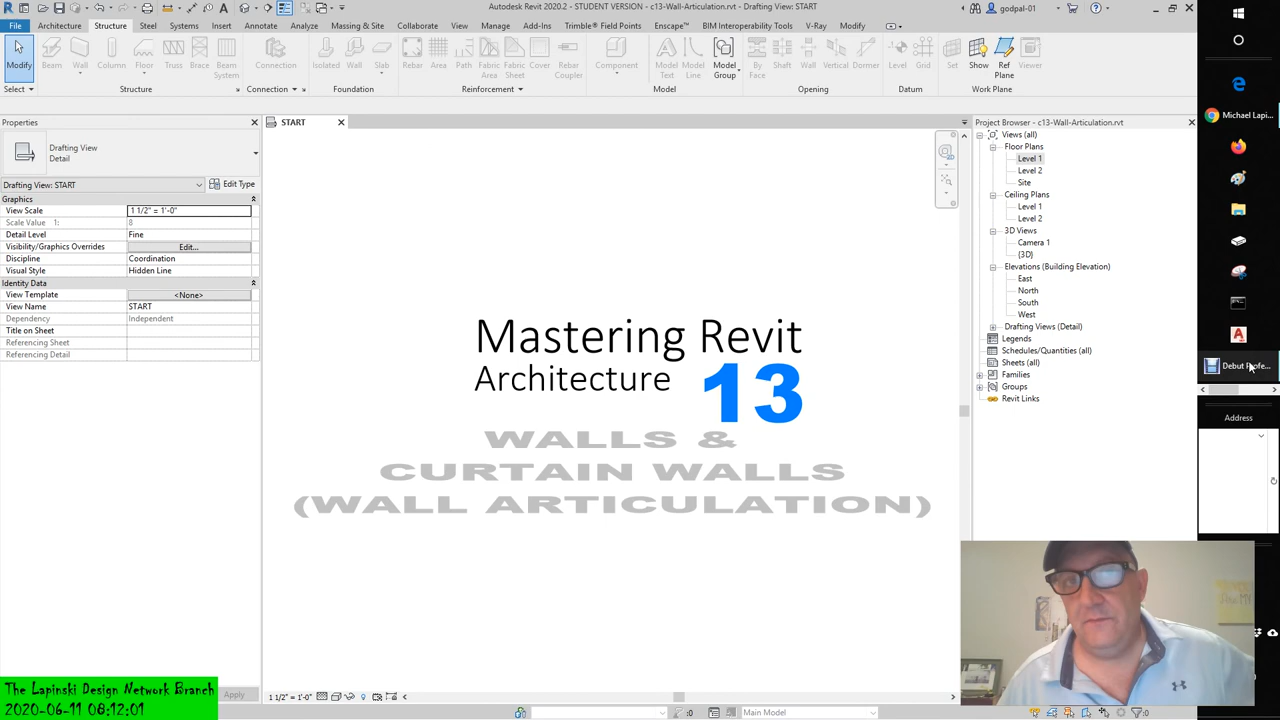 Autodesk Revit 2020.2 - STUDENT VERSION - c13-Wall-Articulation.rvt - Drafting View: START
godpal-01
File Architecture Structure Steel Systems Insert Annotate Analyze Massing & Site Collaborate View Manage Add-Ins Trimble® Field Points Enscape™ BIM Interoperability Tools V-Ray Modify
Modify Beam Wall Column Floor Truss Brace Beam System Connection Isolated Wall Slab Rebar Area Path Fabric Area Fabric Sheet Cover Rebar Coupler Component Model Text Model Line Model Group By Face Shaft Wall Vertical Dormer Level Grid Set Show Ref Plane Viewer
Select Structure Connection Foundation Reinforcement Model Opening Datum Work Plane
Properties
START
Project Browser - c13-Wall-Articulation.rvt
Drafting View
Detail
Drafting View: START
Edit Type
Graphics
View Scale 1 1/2" = 1'-0"
Scale Value 1: 8
Detail Level Fine
Visibility/Graphics Overrides Edit...
Discipline Coordination
Visual Style Hidden Line
Identity Data
View Template <None>
View Name START
Dependency Independent
Title on Sheet
Referencing Sheet
Referencing Detail
Apply
Mastering Revit
Architecture 13
WALLS &
CURTAIN WALLS
(WALL ARTICULATION)
1 1/2" = 1'-0"
:0
Main Model
:0
Views (all)
Floor Plans
Level 1
Level 2
Site
Ceiling Plans
Level 1
Level 2
3D Views
Camera 1
{3D}
Elevations (Building Elevation)
East
North
South
West
Drafting Views (Detail)
Legends
Schedules/Quantities (all)
Sheets (all)
Families
Groups
Revit Links
Michael Lapi...
Debut Profe...
Address
The Lapinski Design Network Branch
2020-06-11 08:12:01